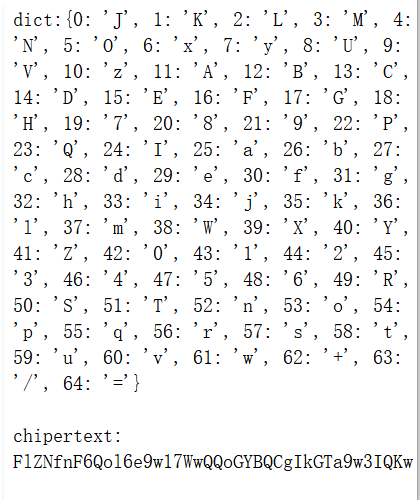 dict:{0: 'J', 1: 'K', 2: 'L', 3: 'M', 4:
'N', 5: 'O', 6: 'x', 7: 'y', 8: 'U', 9:
'V', 10: 'z', 11: 'A', 12: 'B', 13: 'C',
14: 'D', 15: 'E', 16: 'F', 17: 'G', 18:
'H', 19: '7', 20: '8', 21: '9', 22: 'P',
23: 'Q', 24: 'I', 25: 'a', 26: 'b', 27:
'c', 28: 'd', 29: 'e', 30: 'f', 31: 'g',
32: 'h', 33: 'i', 34: 'j', 35: 'k', 36:
'l', 37: 'm', 38: 'W', 39: 'X', 40: 'Y',
41: 'Z', 42: '0', 43: '1', 44: '2', 45:
'3', 46: '4', 47: '5', 48: '6', 49: 'R',
50: 'S', 51: 'T', 52: 'n', 53: 'o', 54:
'p', 55: 'q', 56: 'r', 57: 's', 58: 't',
59: 'u', 60: 'v', 61: 'w', 62: '+', 63:
'/', 64: '='}
chipertext:
FlZNfnF6Qol6e9w17WwQQoGYBQCgIkGTa9w3IQKw